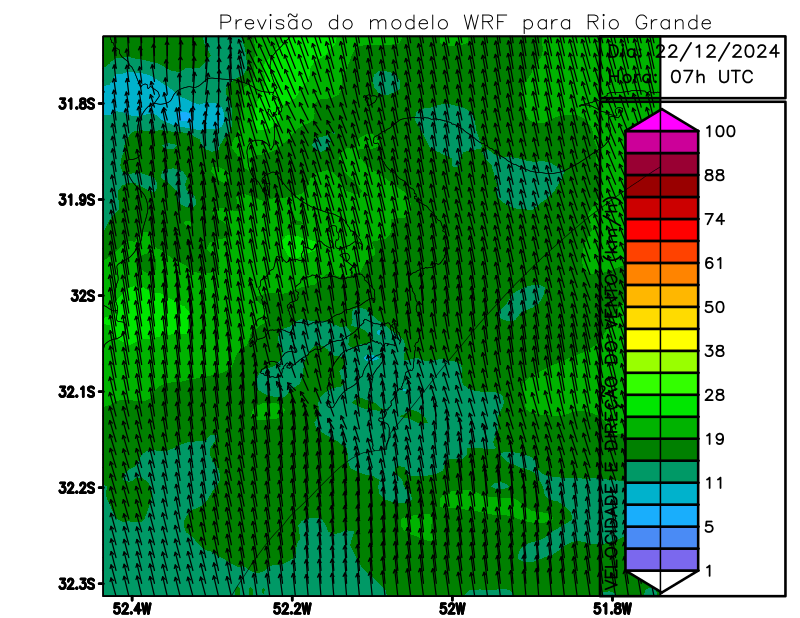 Previsão do modelo WRF para Rio Grande
Dia: 22/12/2024
Hora: 07h UTC
31.8S
31.9S
32S
32.1S
32.2S
32.3S
52.4W
52.2W
52W
51.8W
VELOCIDADE E DIREÇÃO DO VENTO (km/h)
100
88
74
61
50
38
28
19
11
5
1